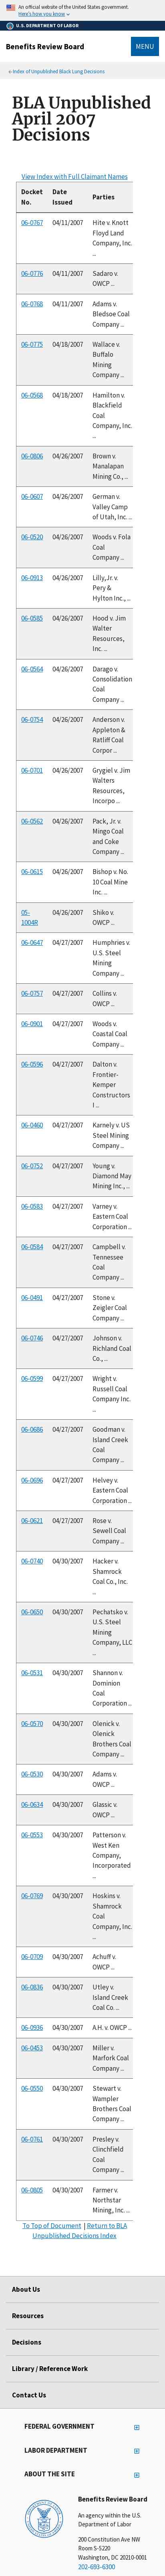 An official website of the United States government.
Here's how you know
U.S. DEPARTMENT OF LABOR
Benefits Review Board
MENU
« Index of Unpublished Black Lung Decisions
BLA Unpublished
April 2007
Decisions
View Index with Full Claimant Names
Docket No. Date Issued Parties
06-0767 04/11/2007 Hite v. Knott Floyd Land Company, Inc. ...
06-0776 04/11/2007 Sadaro v. OWCP ...
06-0768 04/11/2007 Adams v. Bledsoe Coal Company ...
06-0775 04/18/2007 Wallace v. Buffalo Mining Company ...
06-0568 04/18/2007 Hamilton v. Blackfield Coal Company, Inc. ...
06-0806 04/26/2007 Brown v. Manalapan Mining Co., ...
06-0607 04/26/2007 German v. Valley Camp of Utah, Inc. ...
06-0520 04/26/2007 Woods v. Fola Coal Company ...
06-0913 04/26/2007 Lilly,Jr. v. Pery & Hylton Inc., ...
06-0585 04/26/2007 Hood v. Jim Walter Resources, Inc. ...
06-0564 04/26/2007 Darago v. Consolidation Coal Company ...
06-0754 04/26/2007 Anderson v. Appleton & Ratliff Coal Corpor ...
06-0701 04/26/2007 Grygiel v. Jim Walters Resources, Incorpo ...
06-0562 04/26/2007 Pack, Jr. v. Mingo Coal and Coke Company ...
06-0615 04/26/2007 Bishop v. No. 10 Coal Mine Inc. ...
05-1004R 04/26/2007 Shiko v. OWCP ...
06-0647 04/27/2007 Humphries v. U.S. Steel Mining Company ...
06-0757 04/27/2007 Collins v. OWCP ...
06-0901 04/27/2007 Woods v. Coastal Coal Company ...
06-0596 04/27/2007 Dalton v. Frontier-Kemper Constructors I ...
06-0460 04/27/2007 Karnely v. US Steel Mining Company ...
06-0752 04/27/2007 Young v. Diamond May Mining Inc., ...
06-0583 04/27/2007 Varney v. Eastern Coal Corporation ...
06-0584 04/27/2007 Campbell v. Tennessee Coal Company ...
06-0491 04/27/2007 Stone v. Zeigler Coal Company ...
06-0746 04/27/2007 Johnson v. Richland Coal Co., ...
06-0599 04/27/2007 Wright v. Russell Coal Company Inc. ...
06-0686 04/27/2007 Goodman v. Island Creek Coal Company ...
06-0696 04/27/2007 Helvey v. Eastern Coal Corporation ...
06-0621 04/27/2007 Rose v. Sewell Coal Company ...
06-0740 04/30/2007 Hacker v. Shamrock Coal Co., Inc. ...
06-0650 04/30/2007 Pechatsko v. U.S. Steel Mining Company, LLC ...
06-0531 04/30/2007 Shannon v. Dominion Coal Corporation ...
06-0570 04/30/2007 Olenick v. Olenick Brothers Coal Company ...
06-0530 04/30/2007 Adams v. OWCP ...
06-0634 04/30/2007 Glassic v. OWCP ...
06-0553 04/30/2007 Patterson v. West Ken Company, Incorporated ...
06-0769 04/30/2007 Hoskins v. Shamrock Coal Company, Inc. ...
06-0709 04/30/2007 Achuff v. OWCP ...
06-0836 04/30/2007 Utley v. Island Creek Coal Co. ...
06-0936 04/30/2007 A.H. v. OWCP ...
06-0453 04/30/2007 Miller v. Marfork Coal Company ...
06-0550 04/30/2007 Stewart v. Wampler Brothers Coal Company ...
06-0761 04/30/2007 Presley v. Clinchfield Coal Company ...
06-0805 04/30/2007 Farmer v. Northstar Mining, Inc. ...
To Top of Document | Return to BLA
Unpublished Decisions Index
About Us
Resources
Decisions
Library / Reference Work
Contact Us
FEDERAL GOVERNMENT
LABOR DEPARTMENT
ABOUT THE SITE
Benefits Review Board
An agency within the U.S.
Department of Labor
200 Constitution Ave NW
Room S-5220
Washington, DC 20210-0001
202-693-6300